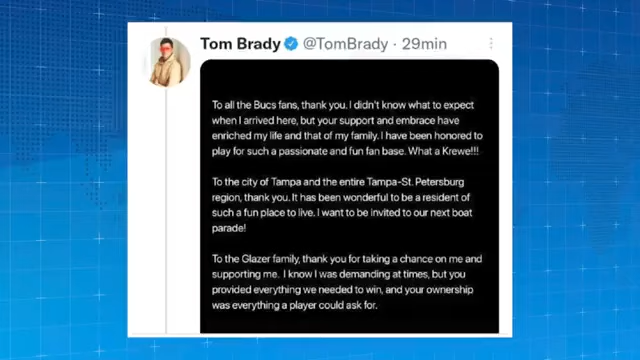 Tom Brady @TomBrady · 29min
To all the Bucs fans, thank you. I didn't know what to expect
when I arrived here, but your support and embrace have
enriched my life and that of my family. I have been honored to
play for such a passionate and fun fan base. What a Krewe!!!
To the city of Tampa and the entire Tampa-St. Petersburg
region, thank you. It has been wonderful to be a resident of
such a fun place to live. I want to be invited to our next boat
parade!
To the Glazer family, thank you for taking a chance on me and
supporting me. I know I was demanding at times, but you
provided everything we needed to win, and your ownership
was everything a player could ask for.